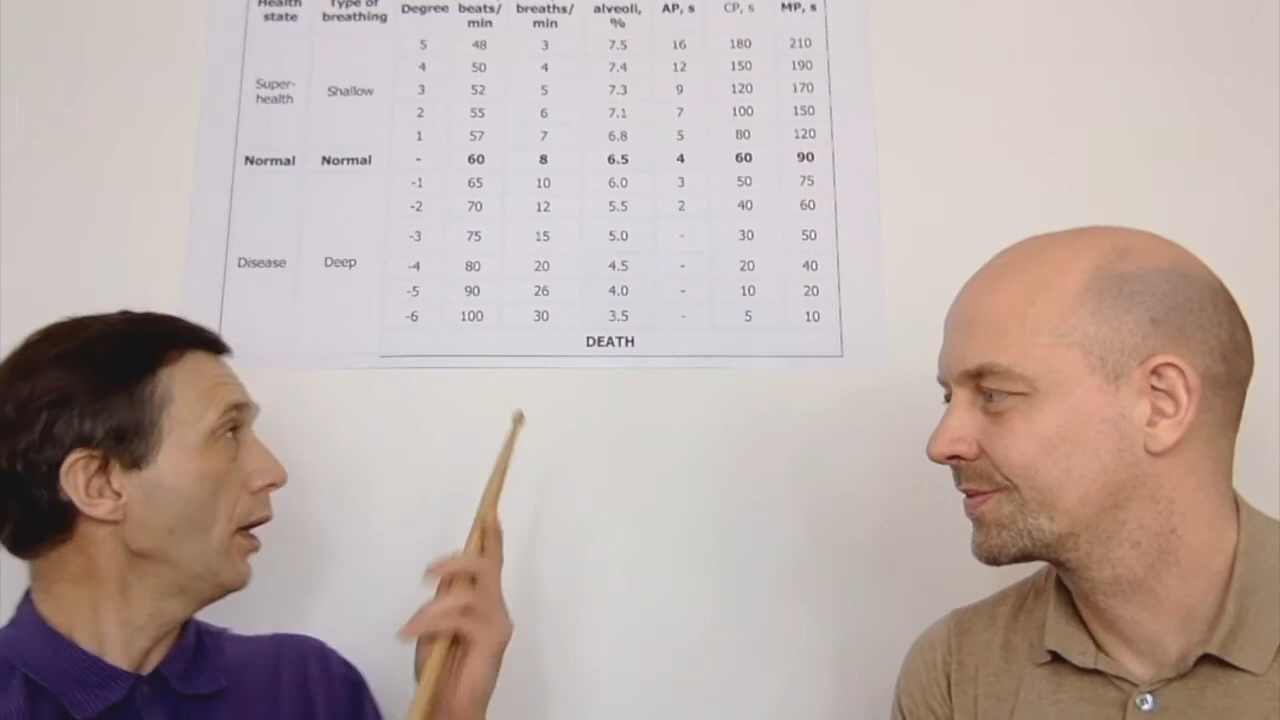 Health state Type of breathing Degree beats/ min breaths/ min alveoli, % AP, s CP, s MP, s
5 48 3 7.5 16 180 210
4 50 4 7.4 12 150 190
Super- health Shallow 3 52 5 7.3 9 120 170
2 55 6 7.1 7 100 150
1 57 7 6.8 5 80 120
Normal Normal - 60 8 6.5 4 60 90
-1 65 10 6.0 3 50 75
-2 70 12 5.5 2 40 60
-3 75 15 5.0 - 30 50
Disease Deep -4 80 20 4.5 - 20 40
-5 90 26 4.0 - 10 20
-6 100 30 3.5 - 5 10
DEATH